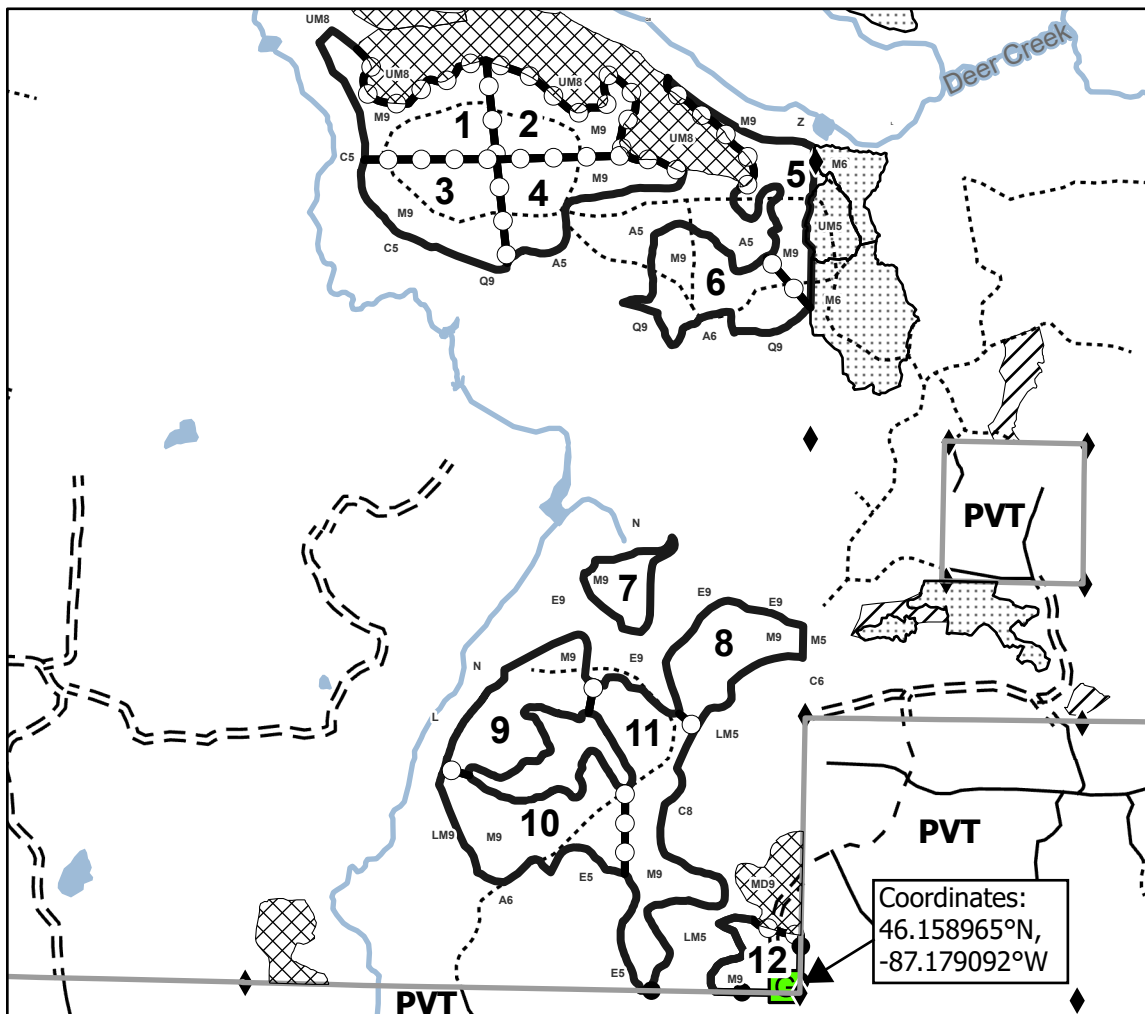 UM8
Deer Creek
UM8
UM8
M9
1
2
M9
M9
Z
UM8
M6
C5
M9
5
3
4
M9
UM5
C5
A5
A5
M9
A5
M9
Q9
6
M6
Q9
A6
Q9
PVT
N
M9
7
E9
E9
E9
8
M9
M5
N
M9
E9
C6
L
9
11
LM5
C8
10
LM9
M9
PVT
E5
M9
MD9
A6
Coordinates:
46.158965°N,
-87.179092°W
LM5
12
E5
M9
C
PVT